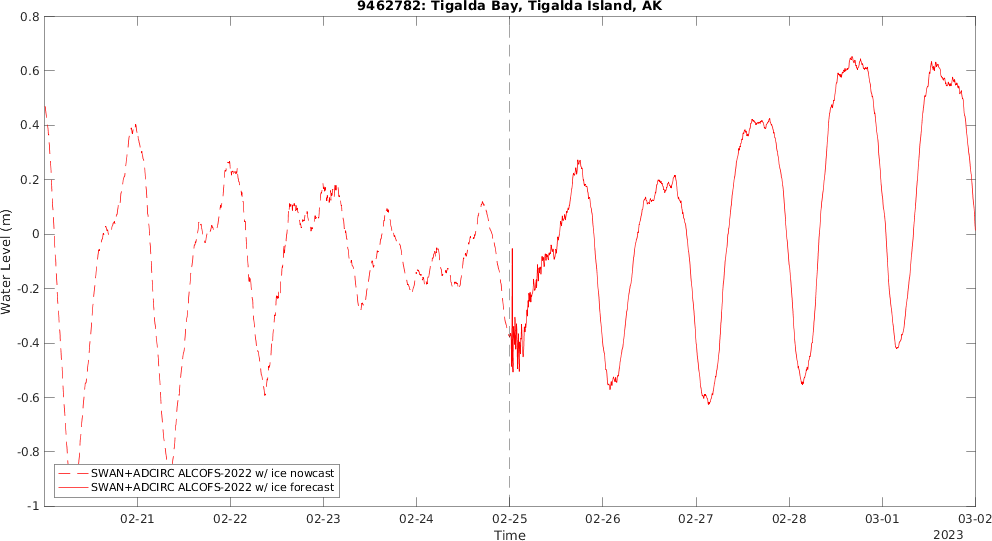 9462782: Tigalda Bay, Tigalda Island, AK
0.8
0.6
0.4
0.2
0
-0.2
-0.4
-0.6
-0.8
-1
Water Level (m)
SWAN+ADCIRC ALCOFS-2022 w/ ice nowcast
SWAN+ADCIRC ALCOFS-2022 w/ ice forecast
02-21 02-22 02-23 02-24 02-25 02-26 02-27 02-28 03-01 03-02
Time
2023